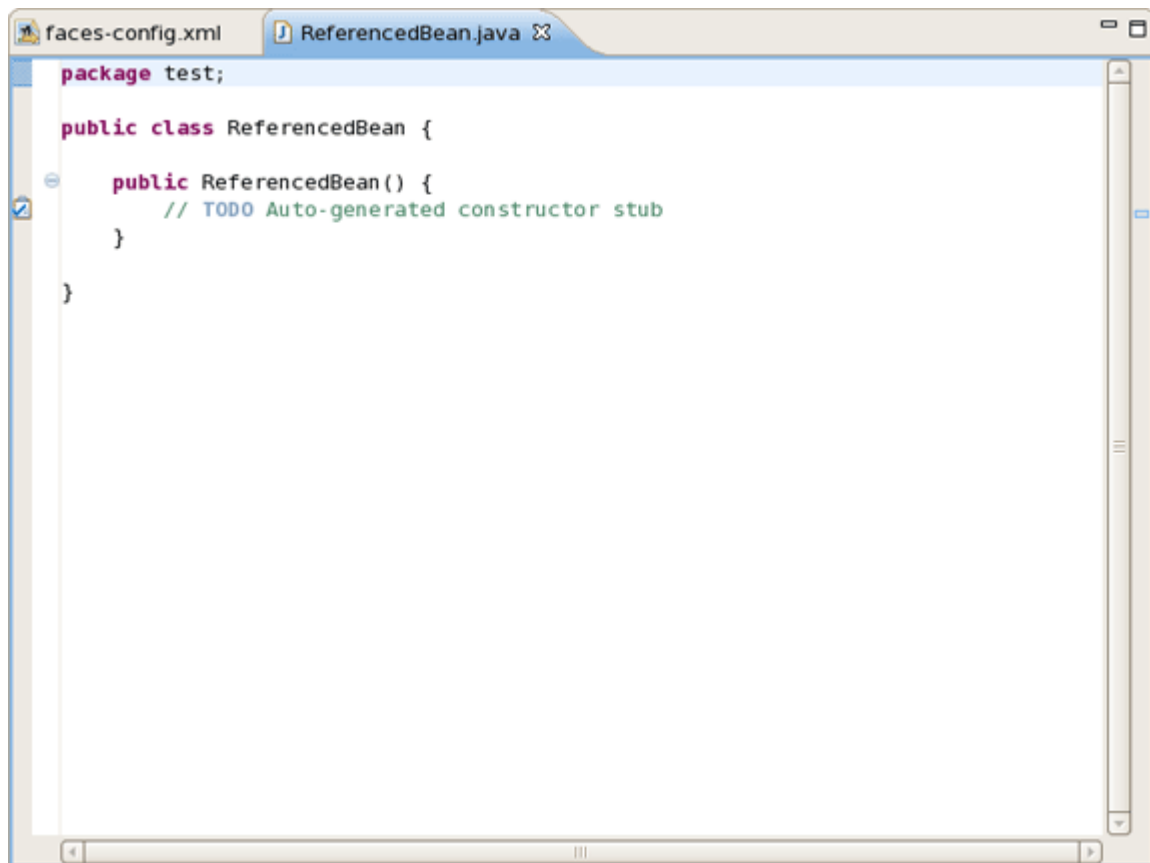 faces-config.xml ReferencedBean.java
package test;
public class ReferencedBean {
public ReferencedBean() {
// TODO Auto-generated constructor stub
}
}